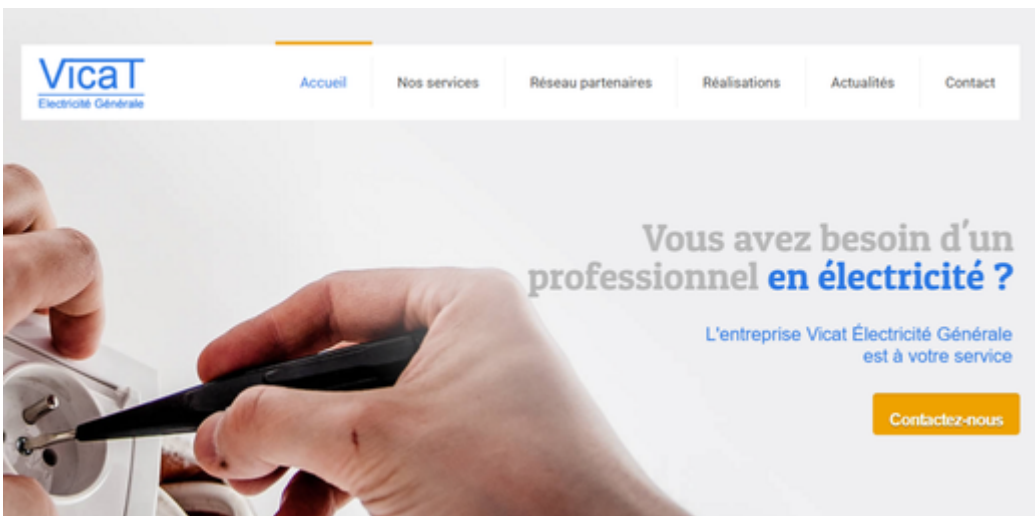 VicaT
Electricité Générale
Accueil
Nos services
Réseau partenaires
Réalisations
Actualités
Contact
Vous avez besoin d'un
professionnel en électricité ?
L'entreprise Vicat Électricité Générale
est à votre service
Contactez-nous